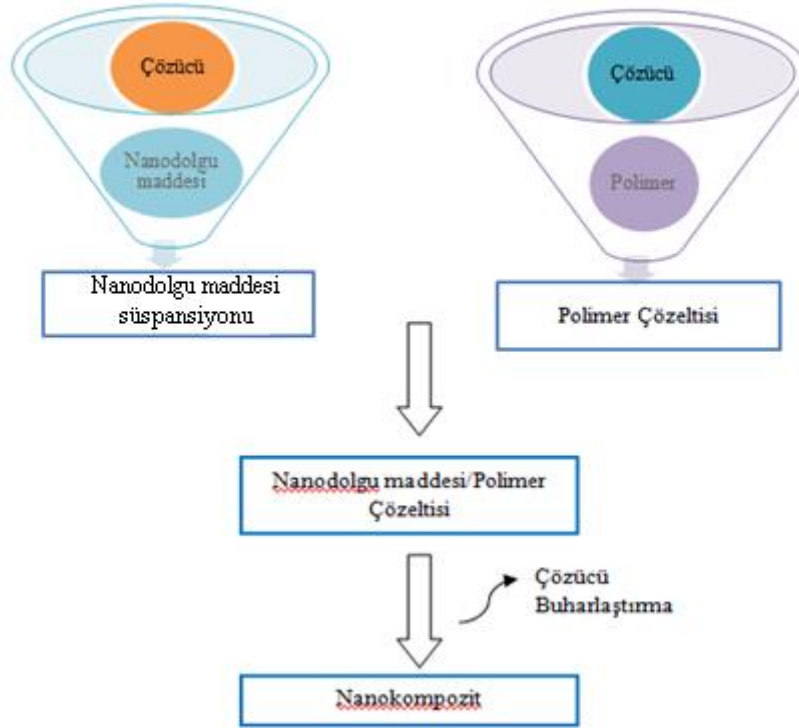 Çözücü
Nanodolgu
maddesi
Nanodolgu maddesi
süspansiyonu
Çözücü
Polimer
Polimer Çözeltisi
Nanodolgu maddesi/Polimer
Çözeltisi
Çözücü
Buharlaştırma
Nanokompozit